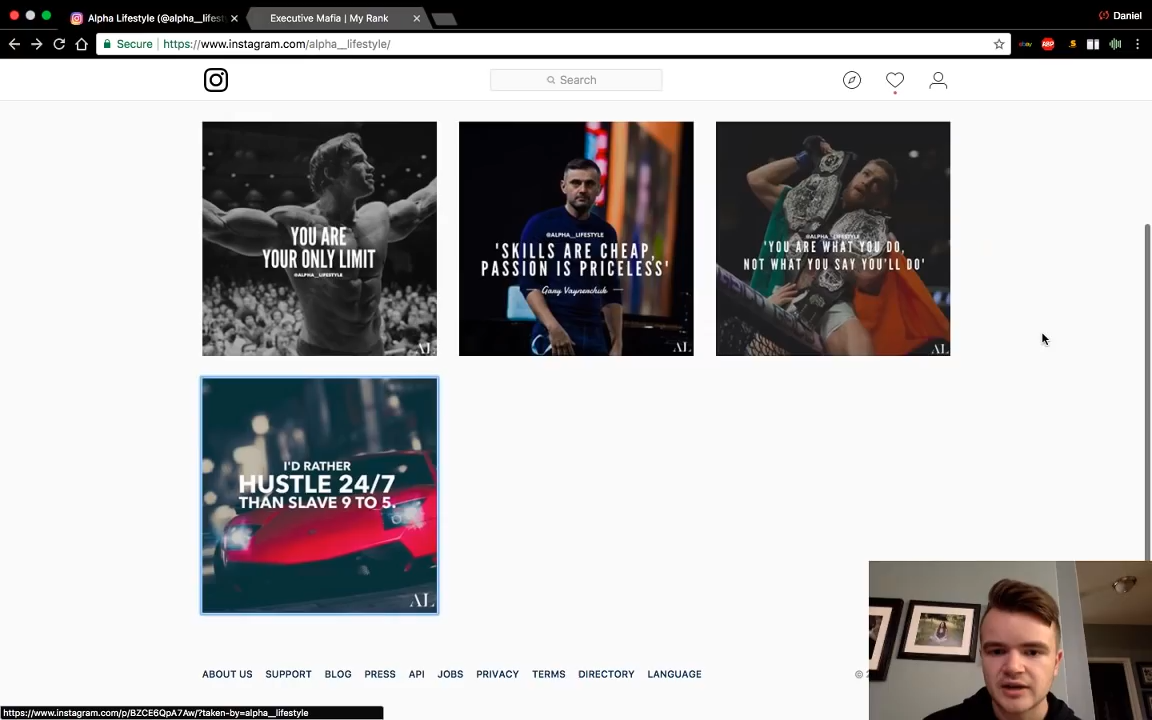 Alpha Lifestyle (@alpha__lifest
Executive Mafia | My Rank
Daniel
Secure
https://www.instagram.com/alpha__lifestyle/
ebay
ABP
Search
YOU ARE
YOUR ONLY LIMIT
@ALPHA__LIFESTYLE
AL
@ALPHA__LIFESTYLE
'SKILLS ARE CHEAP,
PASSION IS PRICELESS'
Gary Vaynerchuk
AL
@ALPHA__LIFESTYLE
'YOU ARE WHAT YOU DO,
NOT WHAT YOU SAY YOU'LL DO'
AL
I'D RATHER
HUSTLE 24/7
THAN SLAVE 9 TO 5.
AL
ABOUT US SUPPORT BLOG PRESS API JOBS PRIVACY TERMS DIRECTORY LANGUAGE
©
https://www.instagram.com/p/BZCE6QpA7Aw/?taken-by=alpha__lifestyle